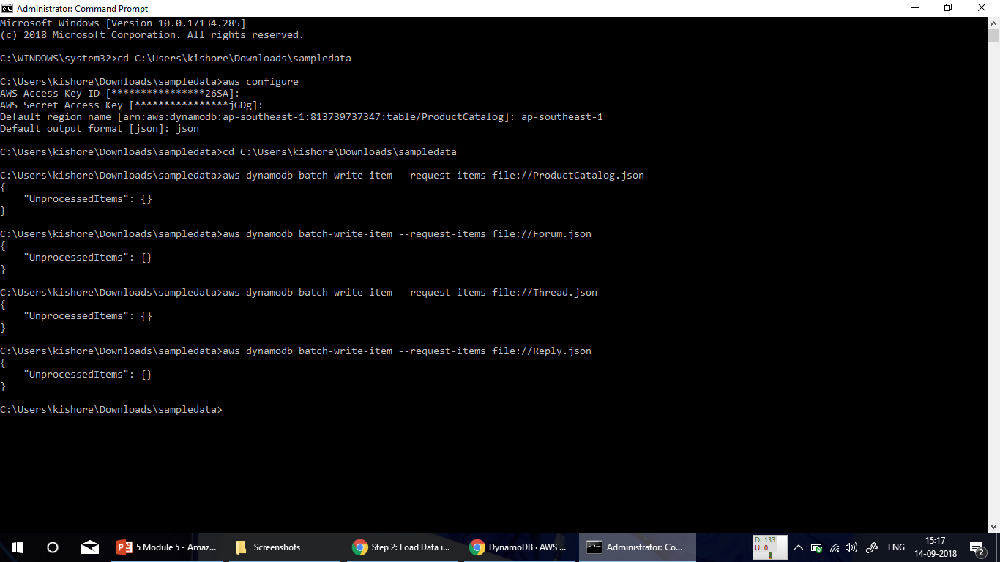 Administrator: Command Prompt
Microsoft Windows [Version 10.0.17134.285]
(c) 2018 Microsoft Corporation. All rights reserved.
C:\WINDOWS\system32>cd C:\Users\kishore\Downloads\sampledata
C:\Users\kishore\Downloads\sampledata>aws configure
AWS Access Key ID [****************26SA]:
AWS Secret Access Key [****************jGDg]:
Default region name [arn:aws:dynamodb:ap-southeast-1:813739737347:table/ProductCatalog]: ap-southeast-1
Default output format [json]: json
C:\Users\kishore\Downloads\sampledata>cd C:\Users\kishore\Downloads\sampledata
C:\Users\kishore\Downloads\sampledata>aws dynamodb batch-write-item --request-items file://ProductCatalog.json
{
    "UnprocessedItems": {}
}
C:\Users\kishore\Downloads\sampledata>aws dynamodb batch-write-item --request-items file://Forum.json
{
    "UnprocessedItems": {}
}
C:\Users\kishore\Downloads\sampledata>aws dynamodb batch-write-item --request-items file://Thread.json
{
    "UnprocessedItems": {}
}
C:\Users\kishore\Downloads\sampledata>aws dynamodb batch-write-item --request-items file://Reply.json
{
    "UnprocessedItems": {}
}
C:\Users\kishore\Downloads\sampledata>
5 Module 5 - Amaz...
Screenshots
Step 2: Load Data i...
DynamoDB - AWS ...
Administrator: Co...
D: 133
U: 0
ENG
15:17
14-09-2018
2